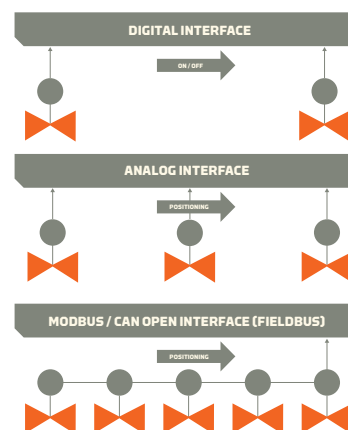 DIGITAL INTERFACE
ON / OFF
ANALOG INTERFACE
POSITIONING
MODBUS / CAN OPEN INTERFACE (FIELDBUS)
POSITIONING